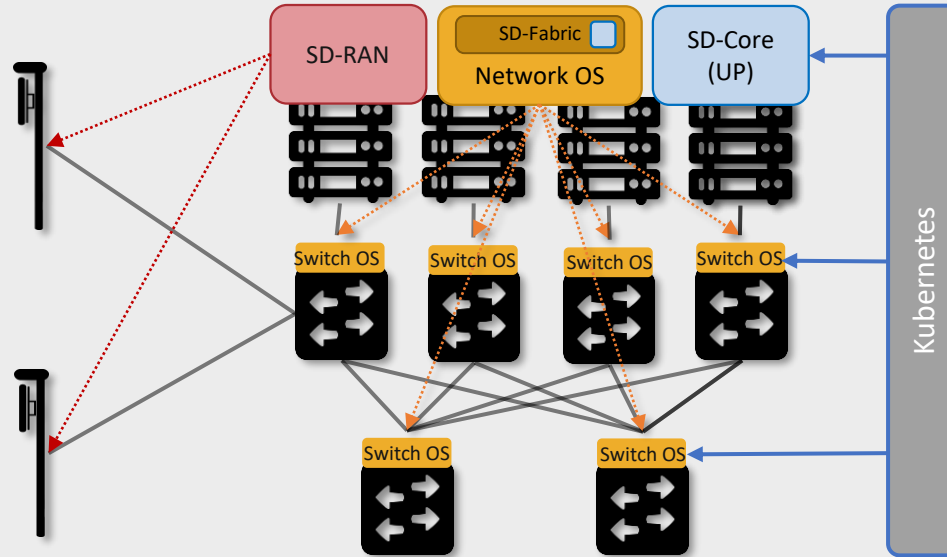 SD-RAN
SD-Fabric
Network OS
SD-Core
(UP)
Switch OS
Switch OS
Switch OS
Switch OS
Switch OS
Switch OS
Kubernetes